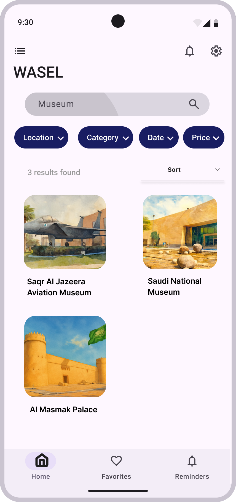 9:30
WASEL
Museum
Location
Category
Date
Price
3 results found
Sort
Saqr Al Jazeera
Aviation Museum
Saudi National
Museum
Al Masmak Palace
Home
Favorites
Reminders